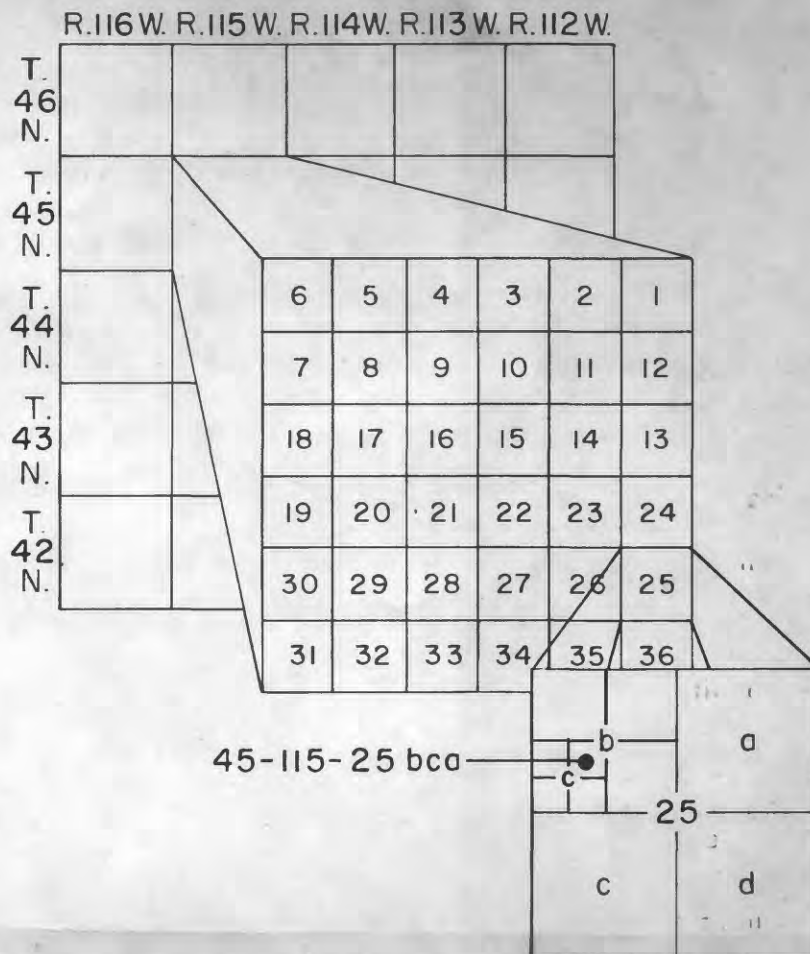 R.116 W. R.115 W. R.114W. R.113 W. R.112 W.
T.
46
N.
T.
45
N.
T.
44
N.
T.
43
N.
T.
42
N.
6 5 4 3 2 1
7 8 9 10 11 12
18 17 16 15 14 13
19 20 21 22 23 24
30 29 28 27 26 25
31 32 33 34 35 36
b a
45-115-25 bca
c
25
c d